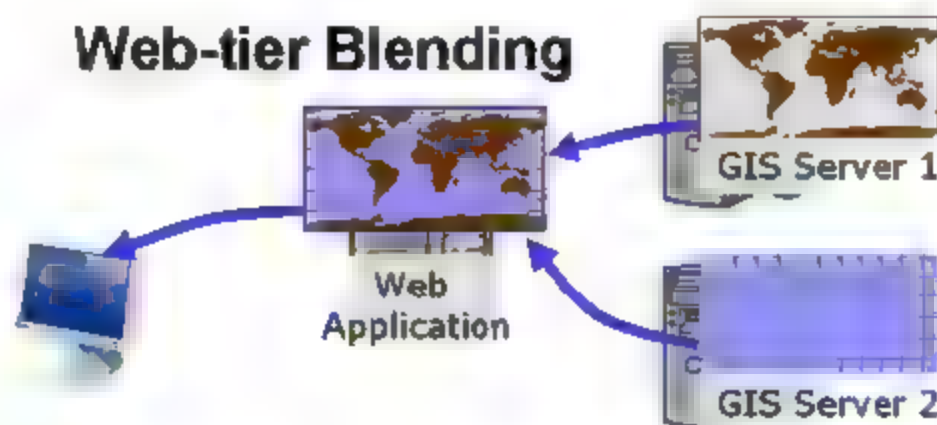 Web-tier Blending
GIS Server 1
Web
Application
GIS Server 2